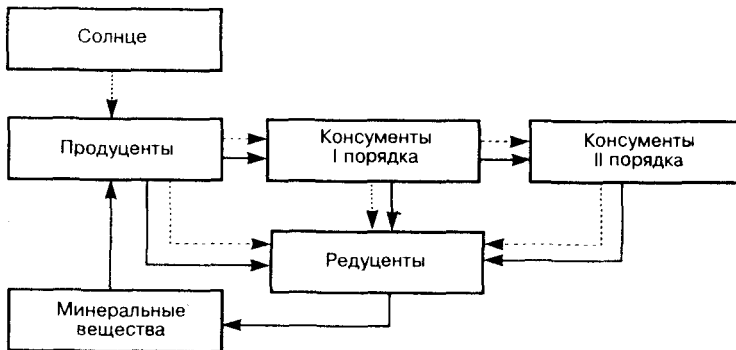 Солнце
Продуценты
Консументы
I порядка
Консументы
II порядка
Редуценты
Минеральные
вещества